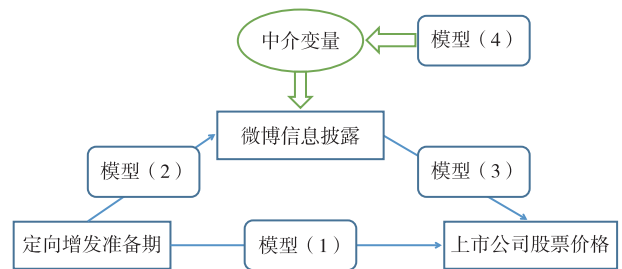 中介变量
模型（4）
微博信息披露
模型（2）
模型（3）
定向增发准备期
模型（1）
上市公司股票价格